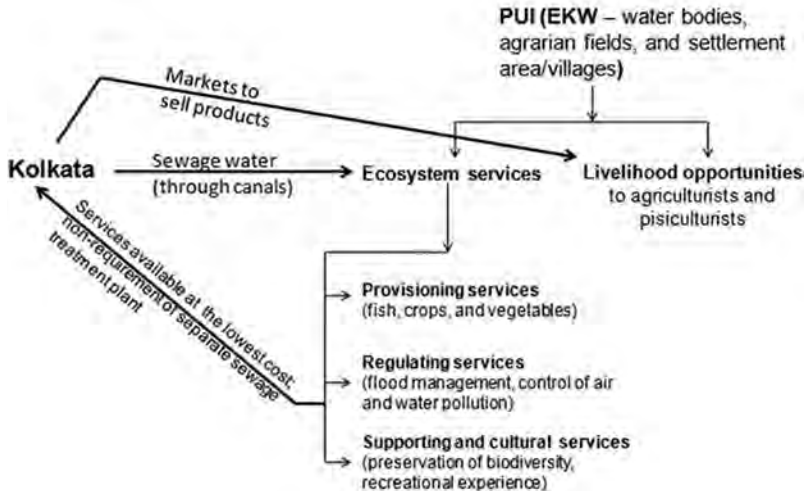 PUI (EKW – water bodies,
agrarian fields, and settlement
area/villages)
Markets to
sell products
Kolkata
Sewage water
(through canals)
Ecosystem services
Livelihood opportunities
to agriculturists and
pisiculturists
Services available at the lowest cost;
non-requirement of separate sewage
treatment plant
Provisioning services
(fish, crops, and vegetables)
Regulating services
(flood management, control of air
and water pollution)
Supporting and cultural services
(preservation of biodiversity,
recreational experience)